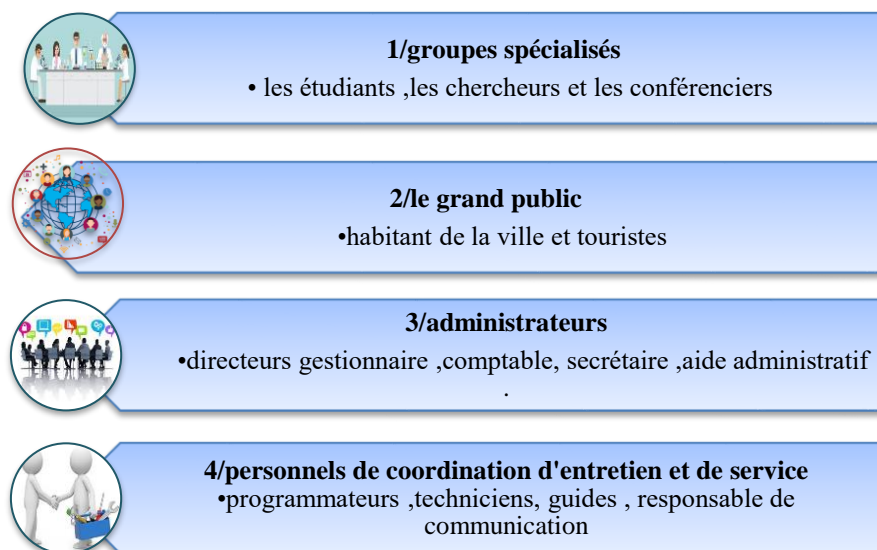 1/groupes spécialisés
• les étudiants ,les chercheurs et les conférenciers
2/le grand public
•habitant de la ville et touristes
3/administrateurs
•directeurs gestionnaire ,comptable, secrétaire ,aide administratif
.
4/personnels de coordination d'entretien et de service
•programmateurs ,techniciens, guides , responsable de
communication